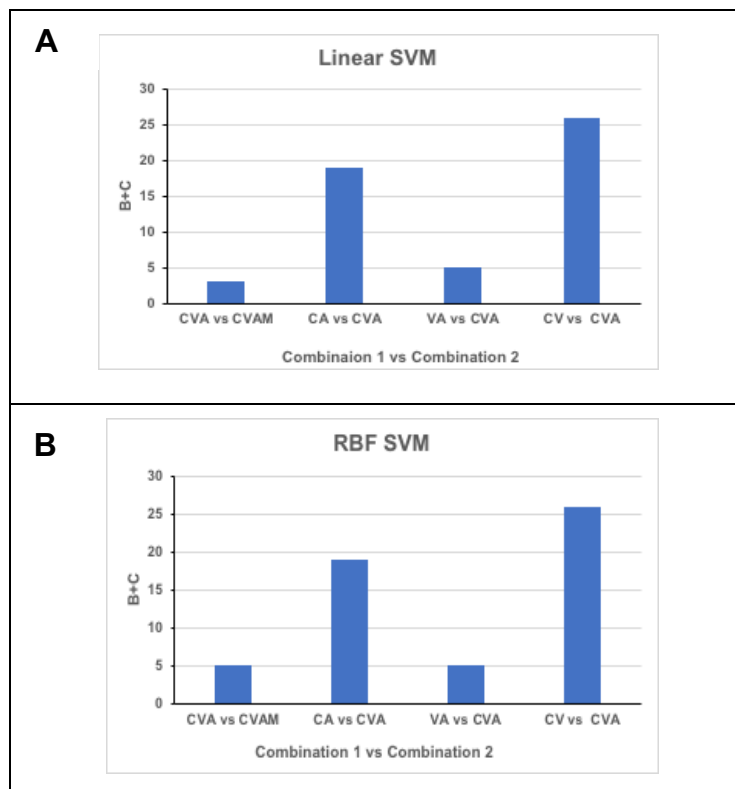 A
Linear SVM
30
25
20
15
10
5
0
B+C
CVA vs CVAM CA vs CVA VA vs CVA CV vs CVA
Combinaion 1 vs Combination 2
B
RBF SVM
30
25
20
15
10
5
0
B+C
CVA vs CVAM CA vs CVA VA vs CVA CV vs CVA
Combination 1 vs Combination 2